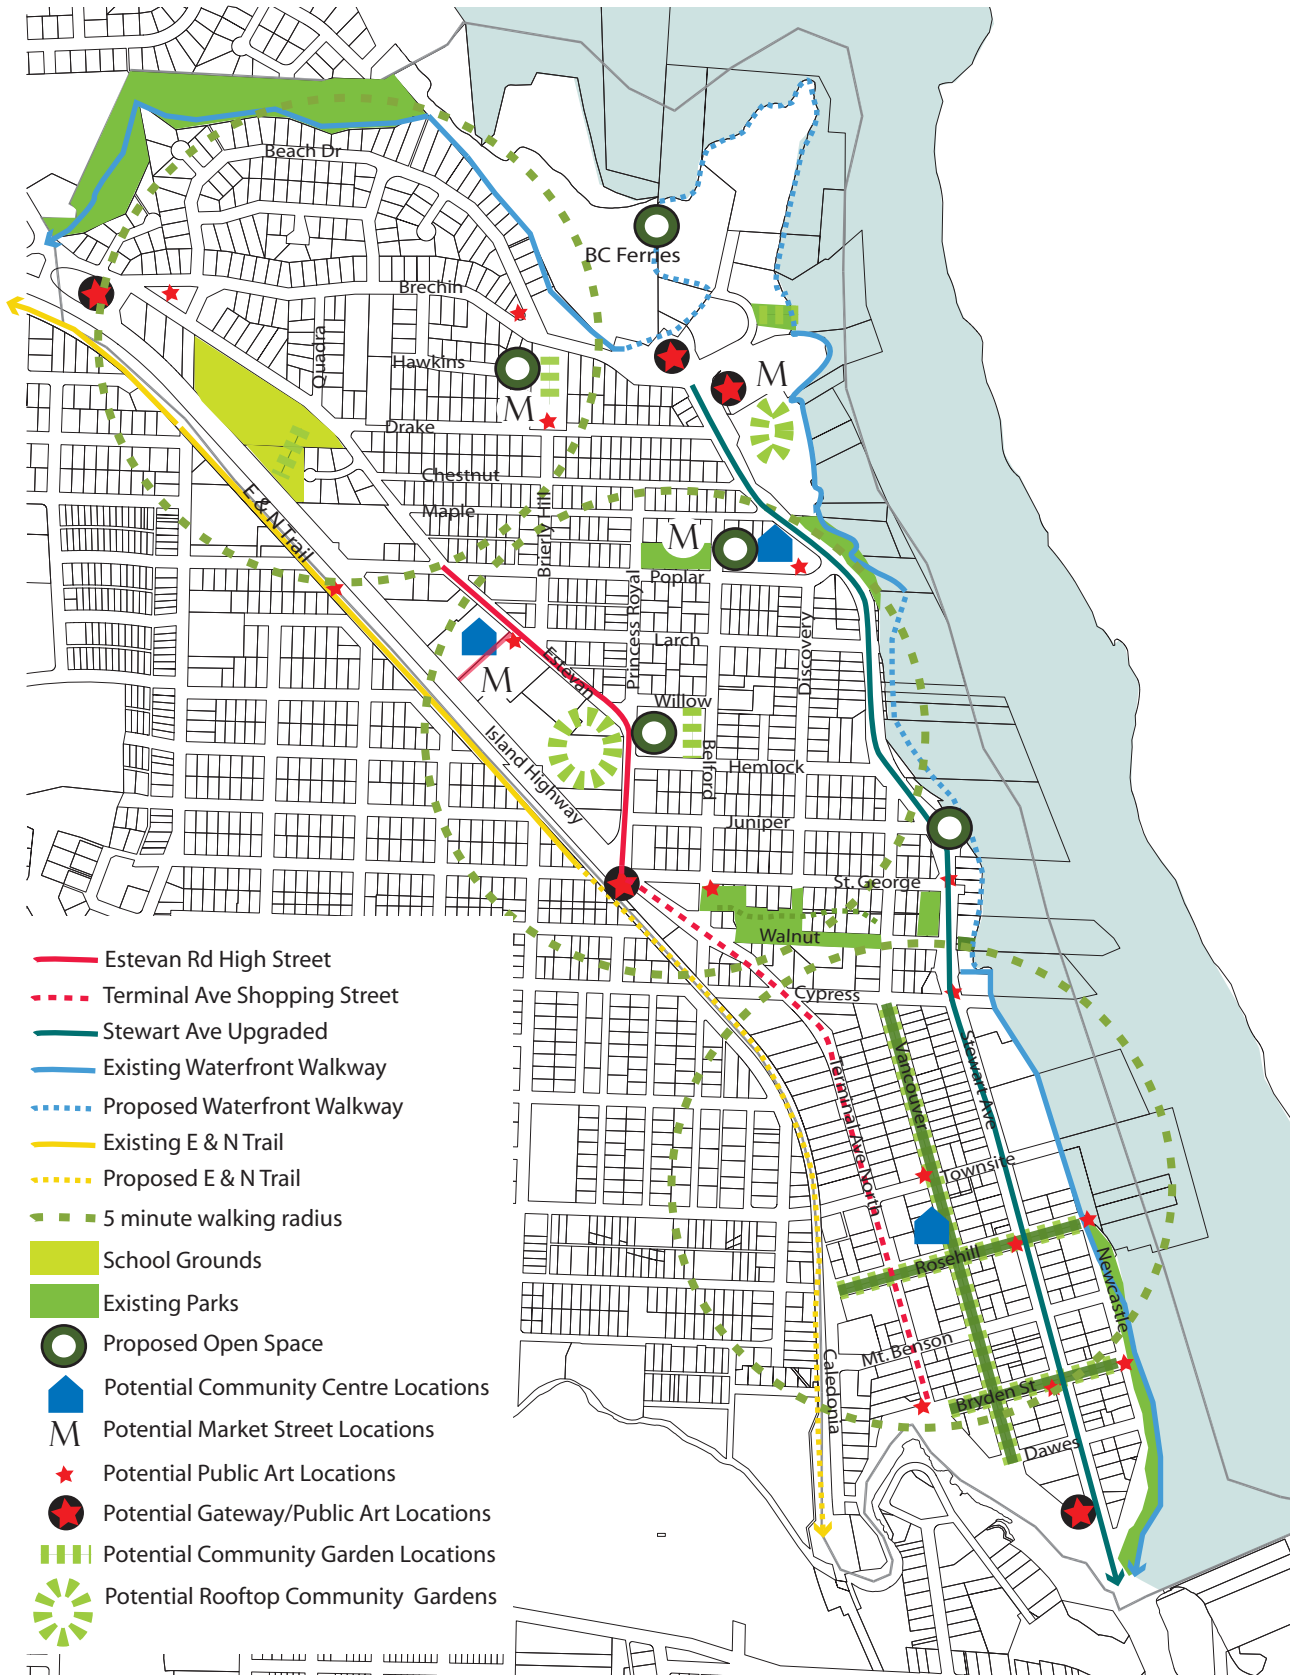 Beach Dr
BC Ferries
Brechin
Quadra
Hawkins
M
M
Drake
Chestnut
Maple
E & N Trail
Brierly Hill
M
Poplar
Princess Royal
Larch
Discovery
Estevan
M
Willow
Island Highway
Belford
Hemlock
Juniper
St. George
Walnut
Cypress
Vancouver
Stewart Ave
Terminal Ave North
Townsite
Rosehill
Newcastle
Mt. Benson
Caledonia
Bryden St
Dawes
Estevan Rd High Street
Terminal Ave Shopping Street
Stewart Ave Upgraded
Existing Waterfront Walkway
Proposed Waterfront Walkway
Existing E & N Trail
Proposed E & N Trail
5 minute walking radius
School Grounds
Existing Parks
Proposed Open Space
Potential Community Centre Locations
M Potential Market Street Locations
Potential Public Art Locations
Potential Gateway/Public Art Locations
Potential Community Garden Locations
Potential Rooftop Community Gardens